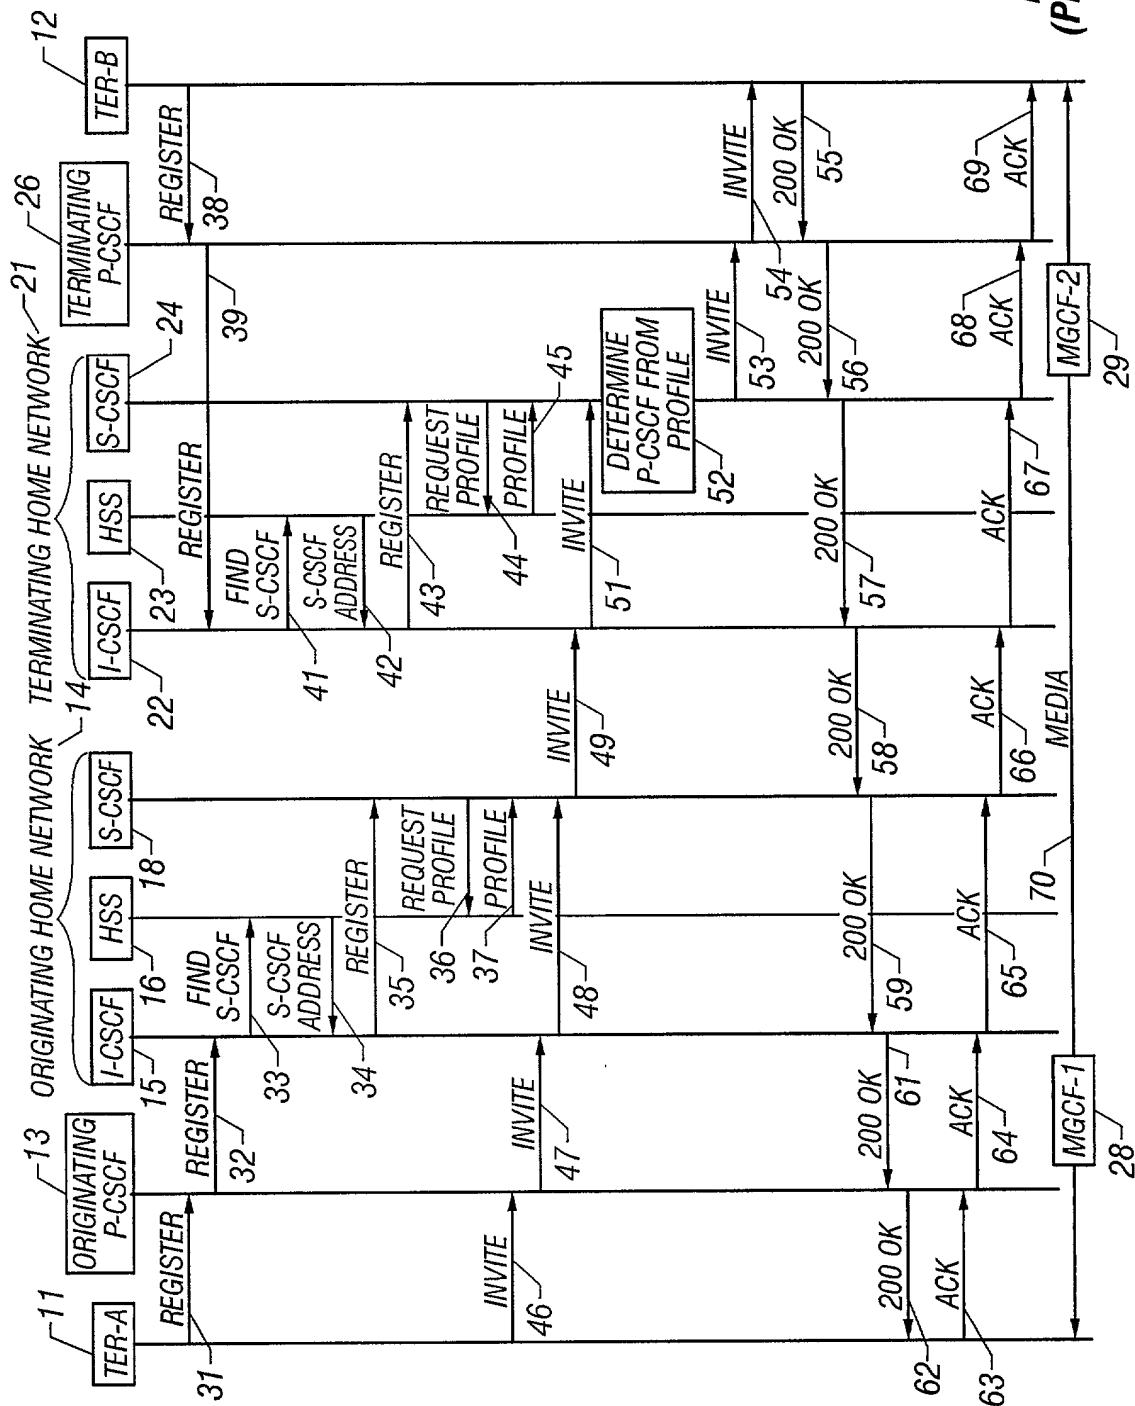 ORIGINATING HOME NETWORK
14
TERMINATING HOME NETWORK
21
11
TER-A
13
ORIGINATING
P-CSCF
I-CSCF
15
HSS
16
S-CSCF
18
I-CSCF
22
HSS
23
S-CSCF
24
TERMINATING
P-CSCF
26
TER-B
12
REGISTER
31
REGISTER
32
FIND
S-CSCF
33
S-CSCF
ADDRESS
34
REGISTER
35
REQUEST
PROFILE
36
PROFILE
37
REGISTER
38
REGISTER
39
FIND
S-CSCF
41
S-CSCF
ADDRESS
42
REGISTER
43
REQUEST
PROFILE
44
PROFILE
45
INVITE
46
INVITE
47
INVITE
48
INVITE
49
INVITE
51
DETERMINE
P-CSCF FROM
PROFILE
52
INVITE
53
INVITE
54
200 OK
55
200 OK
56
200 OK
57
200 OK
58
200 OK
59
200 OK
61
200 OK
62
ACK
63
ACK
64
ACK
65
ACK
66
ACK
67
ACK
68
ACK
69
MGCF-1
28
70
MEDIA
MGCF-2
29